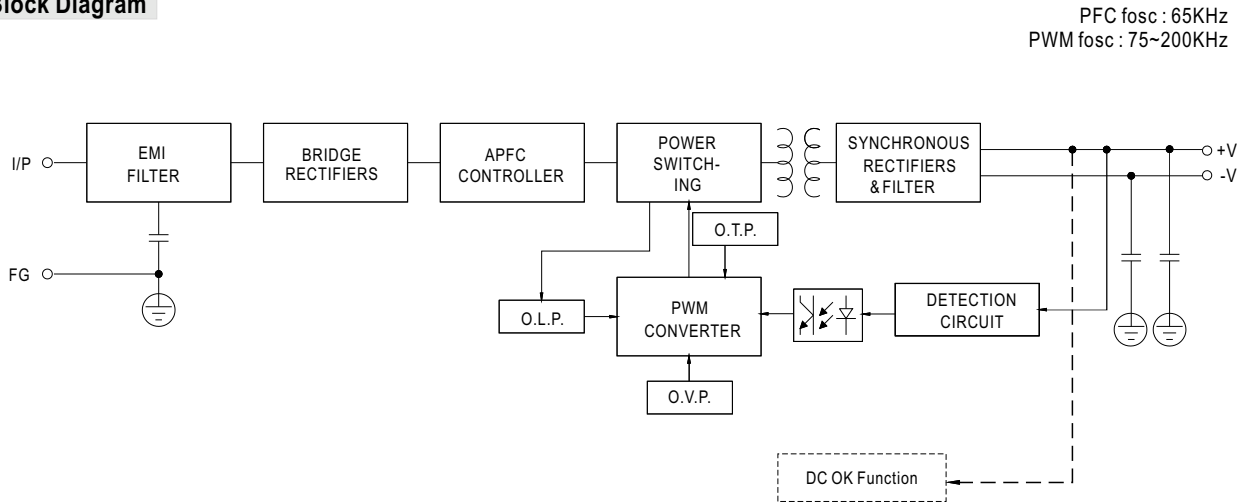 Block Diagram
PFC fosc : 65KHz
PWM fosc : 75~200KHz
I/P
EMI
FILTER
BRIDGE
RECTIFIERS
APFC
CONTROLLER
POWER
SWITCH-
ING
SYNCHRONOUS
RECTIFIERS
& FILTER
+V
-V
FG
O.T.P.
O.L.P.
PWM
CONVERTER
DETECTION
CIRCUIT
O.V.P.
DC OK Function